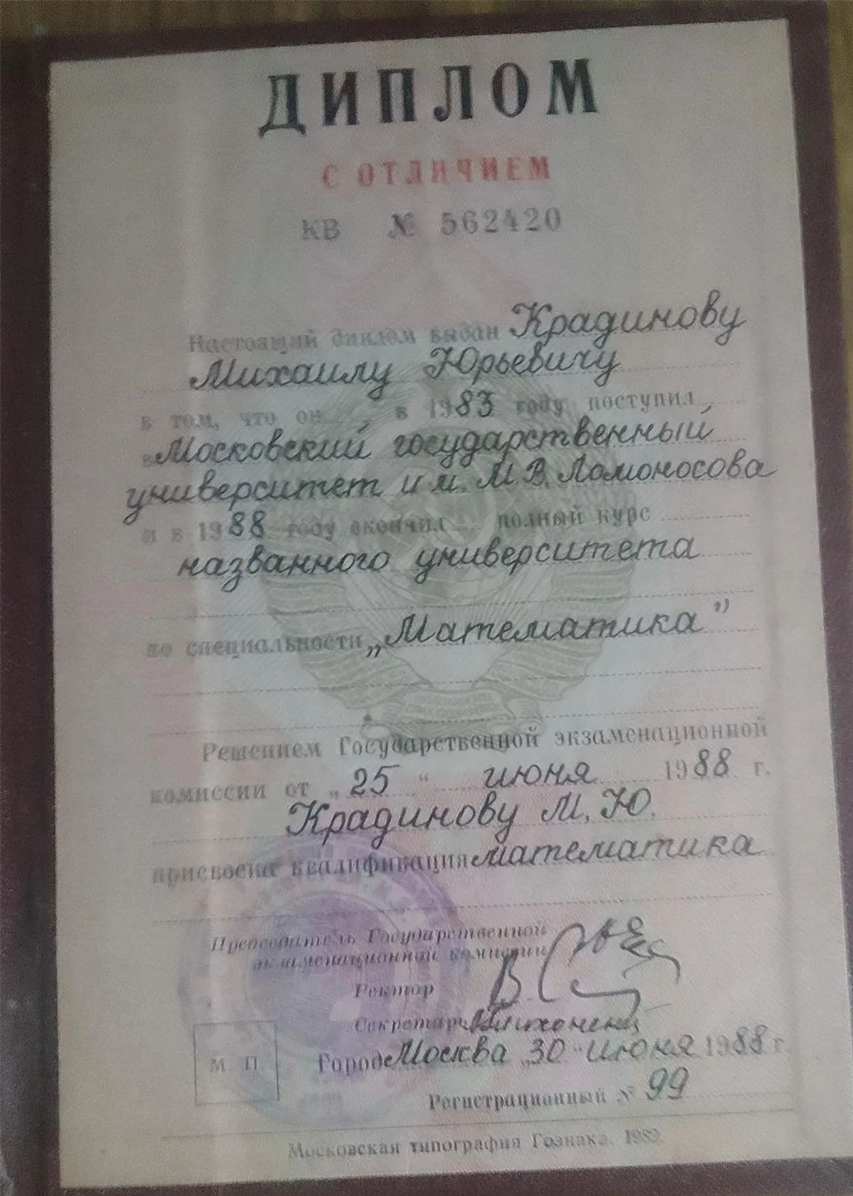 ДИПЛОМ
С ОТЛИЧИЕМ
КВ № 562420
Настоящий диплом выдан Крадинову
Михаилу Юрьевичу
в том, что он в 1983 году поступил
в Московский государственный
университет им. М.В. Ломоносова
и в 1988 году окончил полный курс
названного университета
по специальности „Математика”
Решением Государственной экзаменационной
комиссии от „25“ июня 1988 г.
Крадинову М. Ю.
присвоена квалификация математика
Председатель Государственной
экзаменационной комиссии
Ректор
Секретарь
Город Москва „30“ июня 1988 г.
Регистрационный № 99
М. П.
Московская типография Гознака. 1982.